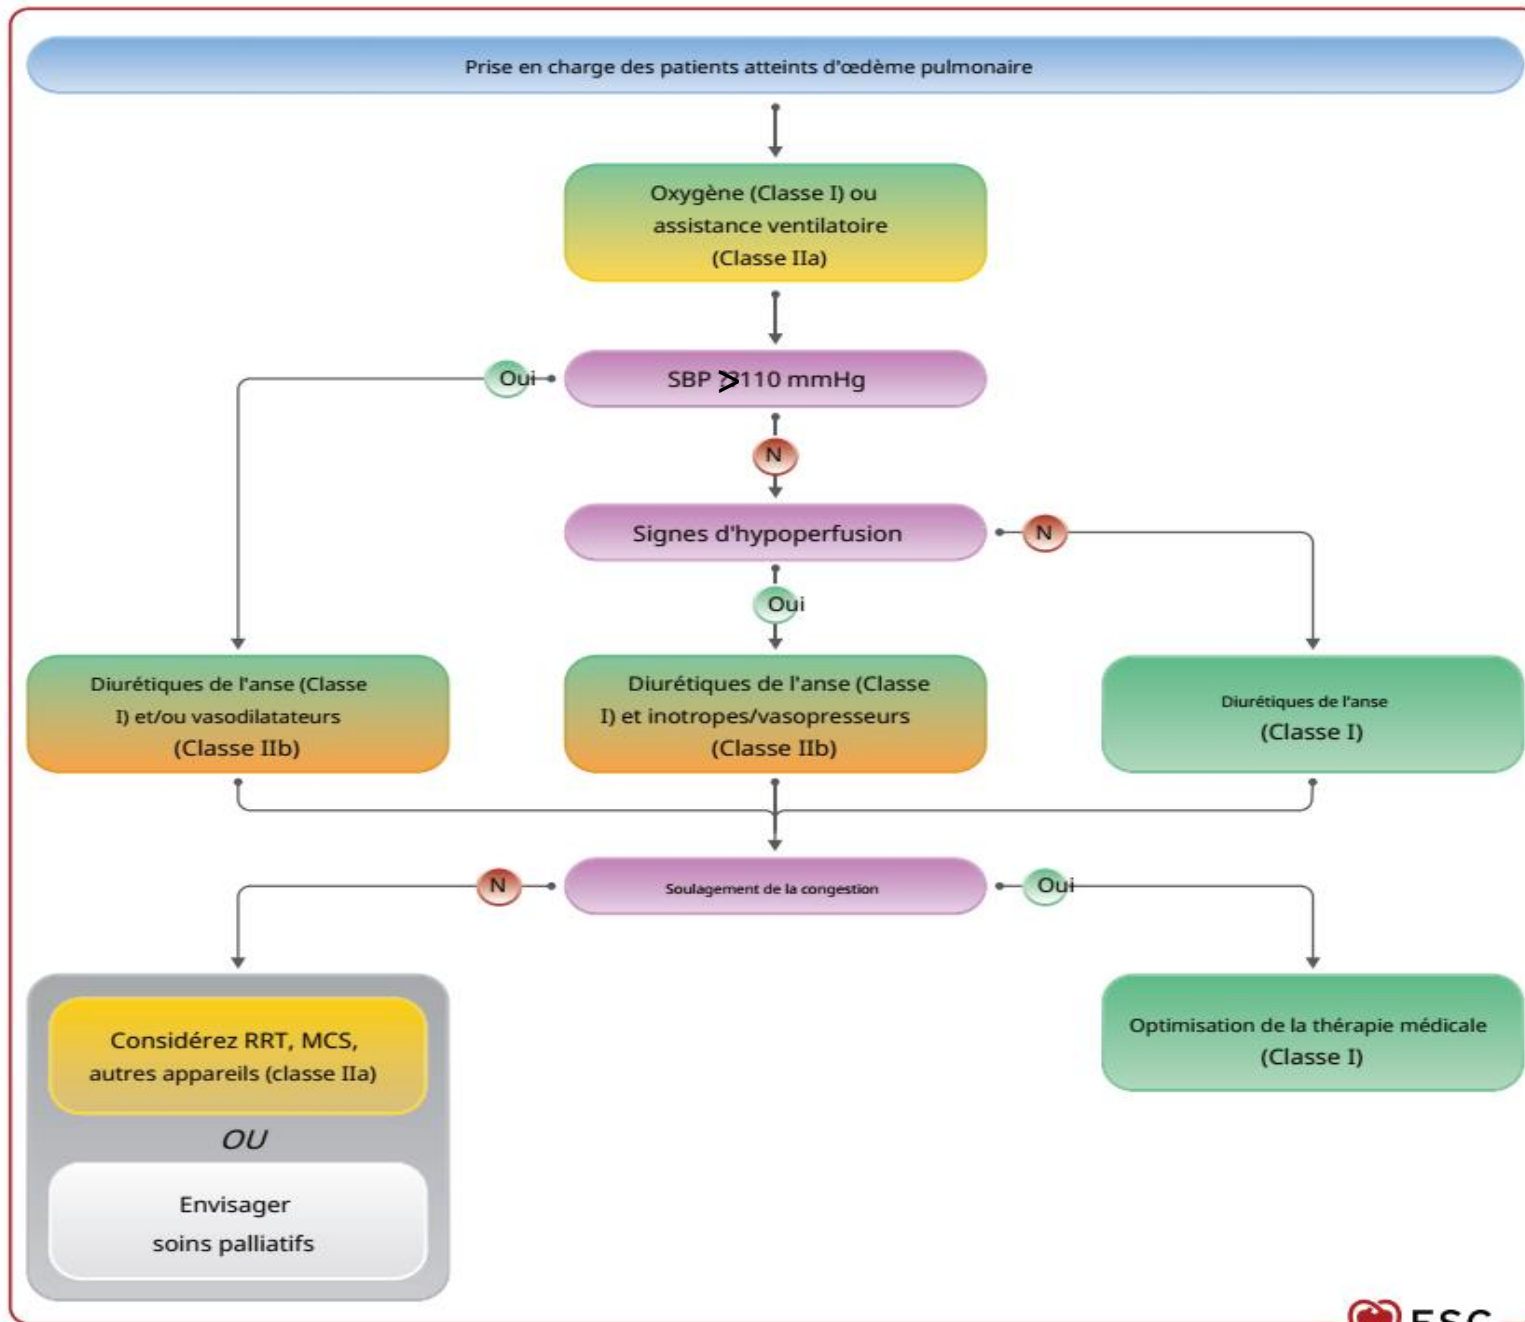 Prise en charge des patients atteints d'œdème pulmonaire
Oxygène (Classe I) ou
assistance ventilatoire
(Classe IIa)
Oui
SBP >110 mmHg
N
Signes d'hypoperfusion
N
Oui
Diurétiques de l'anse (Classe
I) et/ou vasodilatateurs
(Classe IIb)
Diurétiques de l'anse (Classe
I) et inotropes/vasopresseurs
(Classe IIb)
Diurétiques de l'anse
(Classe I)
N
Soulagement de la congestion
Oui
Considérez RRT, MCS,
autres appareils (classe IIa)
OU
Envisager
soins palliatifs
Optimisation de la thérapie médicale
(Classe I)
ESC